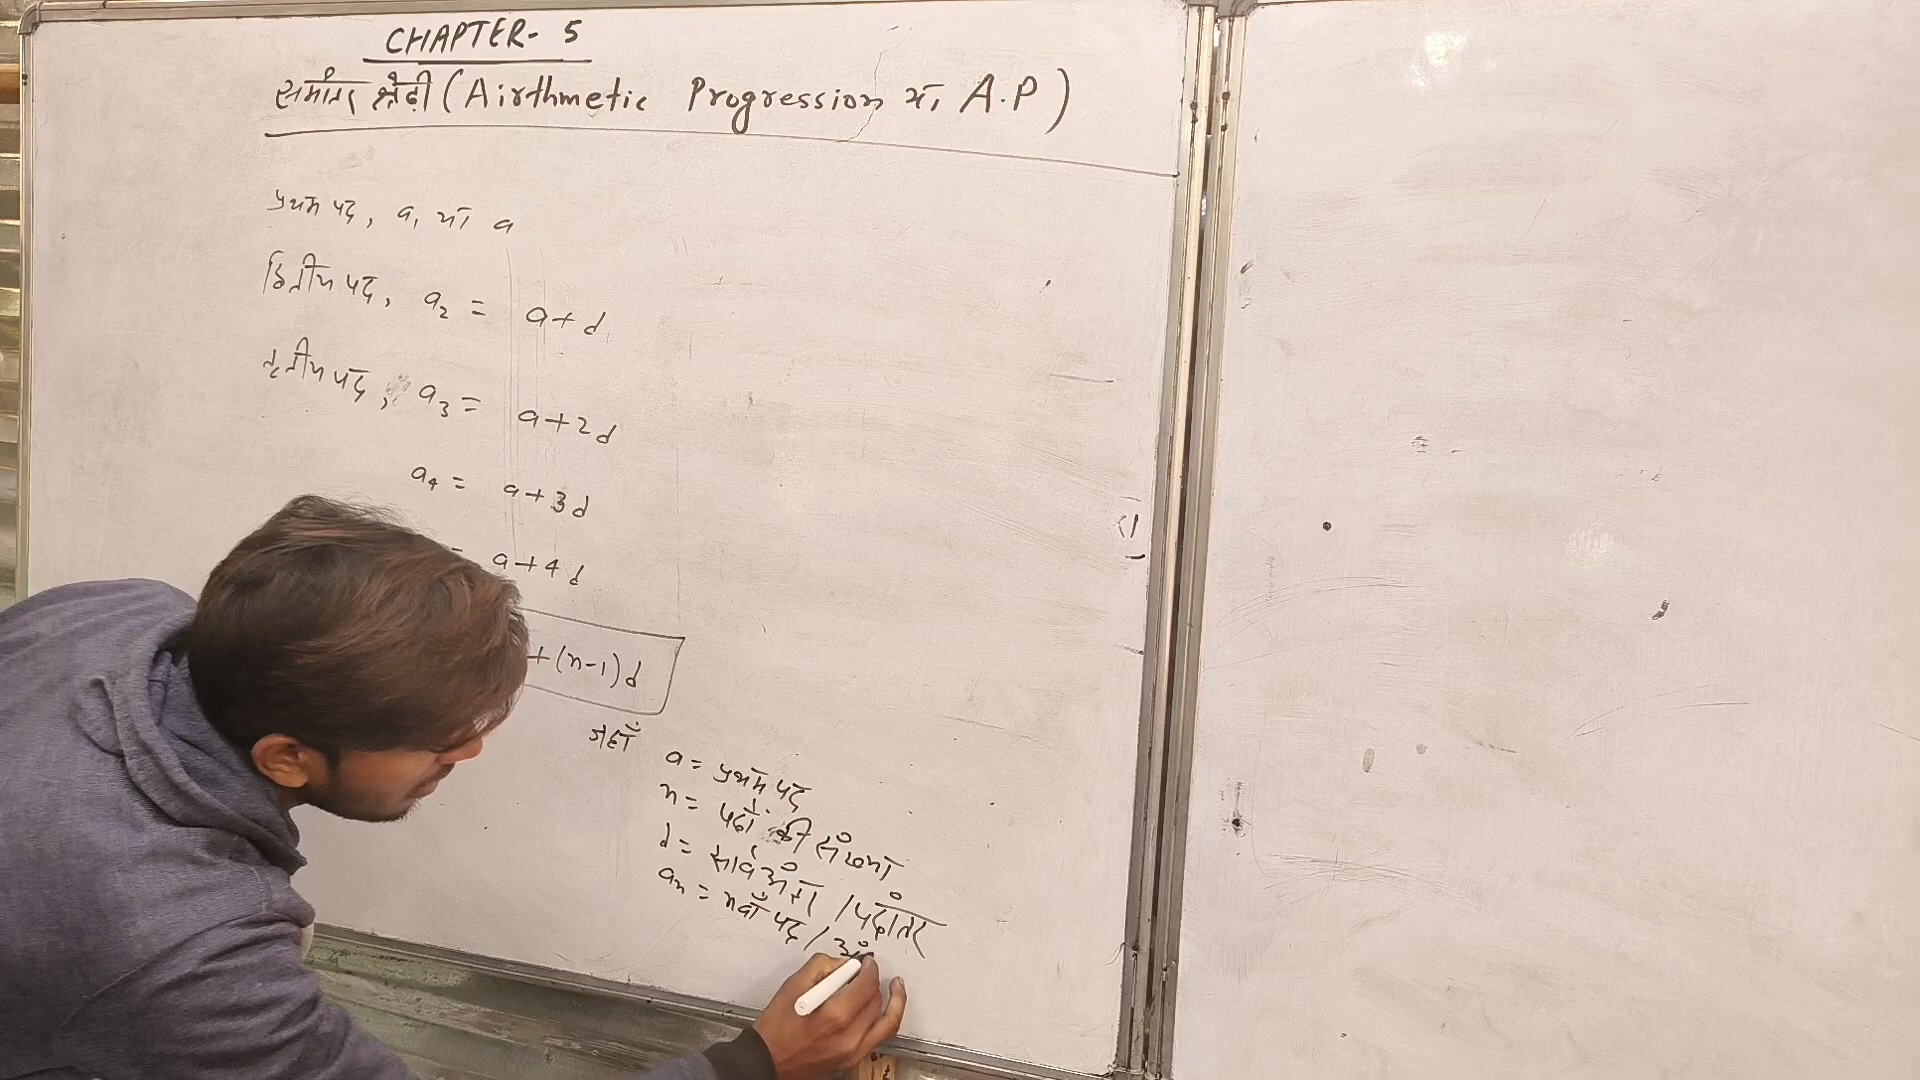 CHAPTER- 5
समांतर श्रेढ़ी (Airthmetic Progression या A.P)
प्रथम पद, a₁ या a
द्वितीय पद, a₂ = a+d
तृतीय पद, a₃ = a+2d
a₄ = a+3d
= a+4d
+(n-1)d
जहाँ
a = प्रथम पद
n = पदों की संख्या
d = सार्व अंतर / पदांतर
aₙ = nवाँ पद / अं